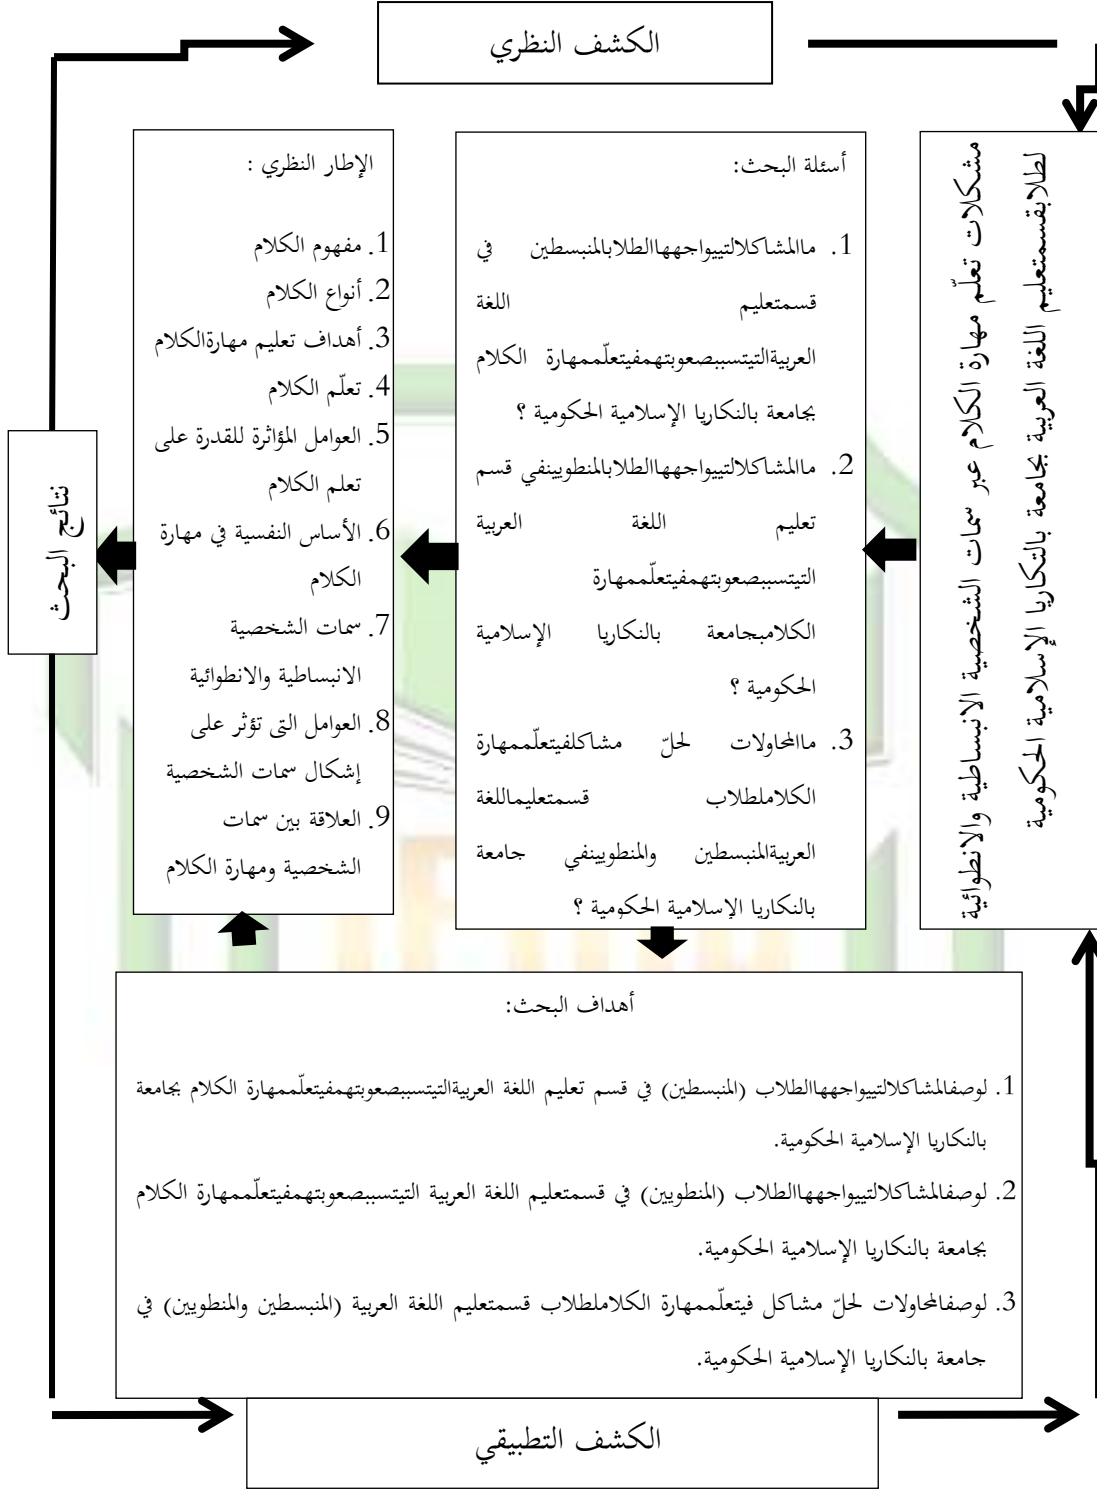 الكشف النظري
مشكلات تعلّم مهارة الكلام عبر سمات الشخصية الانبساطية والانطوائية
لطلابقسمتعليم اللغة العربية بجامعة بالنكاريا الإسلامية الحكومية
أسئلة البحث:
1. ماالمشاكلالتييواجههاالطلابالمنبسطين في
قسمتعليم اللغة
العربيةالتيتسببصعوبتهمفيتعلّممهارة الكلام
بجامعة بالنكاريا الإسلامية الحكومية ؟
2. ماالمشاكلالتييواجههاالطلابالمنطويينفي قسم
تعليم اللغة العربية
التيتسببصعوبتهمفيتعلّممهارة
الكلامبجامعة بالنكاريا الإسلامية
الحكومية ؟
3. ماالمحاولات لحلّ مشاكلفيتعلّممهارة
الكلاملطلاب قسمتعليماللغة
العربيةالمنبسطين والمنطويينفي جامعة
بالنكاريا الإسلامية الحكومية ؟
الإطار النظري :
1. مفهوم الكلام
2. أنواع الكلام
3. أهداف تعليم مهارةالكلام
4. تعلّم الكلام
5. العوامل المؤاثرة للقدرة على
تعلم الكلام
6. الأساس النفسية في مهارة
الكلام
7. سمات الشخصية
الانبساطية والانطوائية
8. العوامل التى تؤثر على
إشكال سمات الشخصية
9. العلاقة بين سمات
الشخصية ومهارة الكلام
نتائج البحث
أهداف البحث:
1. لوصفالمشاكلالتييواجههاالطلاب (المنبسطين) في قسم تعليم اللغة العربيةالتيتسببصعوبتهمفيتعلّممهارة الكلام بجامعة
بالنكاريا الإسلامية الحكومية.
2. لوصفالمشاكلالتييواجههاالطلاب (المنطويين) في قسمتعليم اللغة العربية التيتسببصعوبتهمفيتعلّممهارة الكلام
بجامعة بالنكاريا الإسلامية الحكومية.
3. لوصفالمحاولات لحلّ مشاكل فيتعلّممهارة الكلاملطلاب قسمتعليم اللغة العربية (المنبسطين والمنطويين) في
جامعة بالنكاريا الإسلامية الحكومية.
الكشف التطبيقي